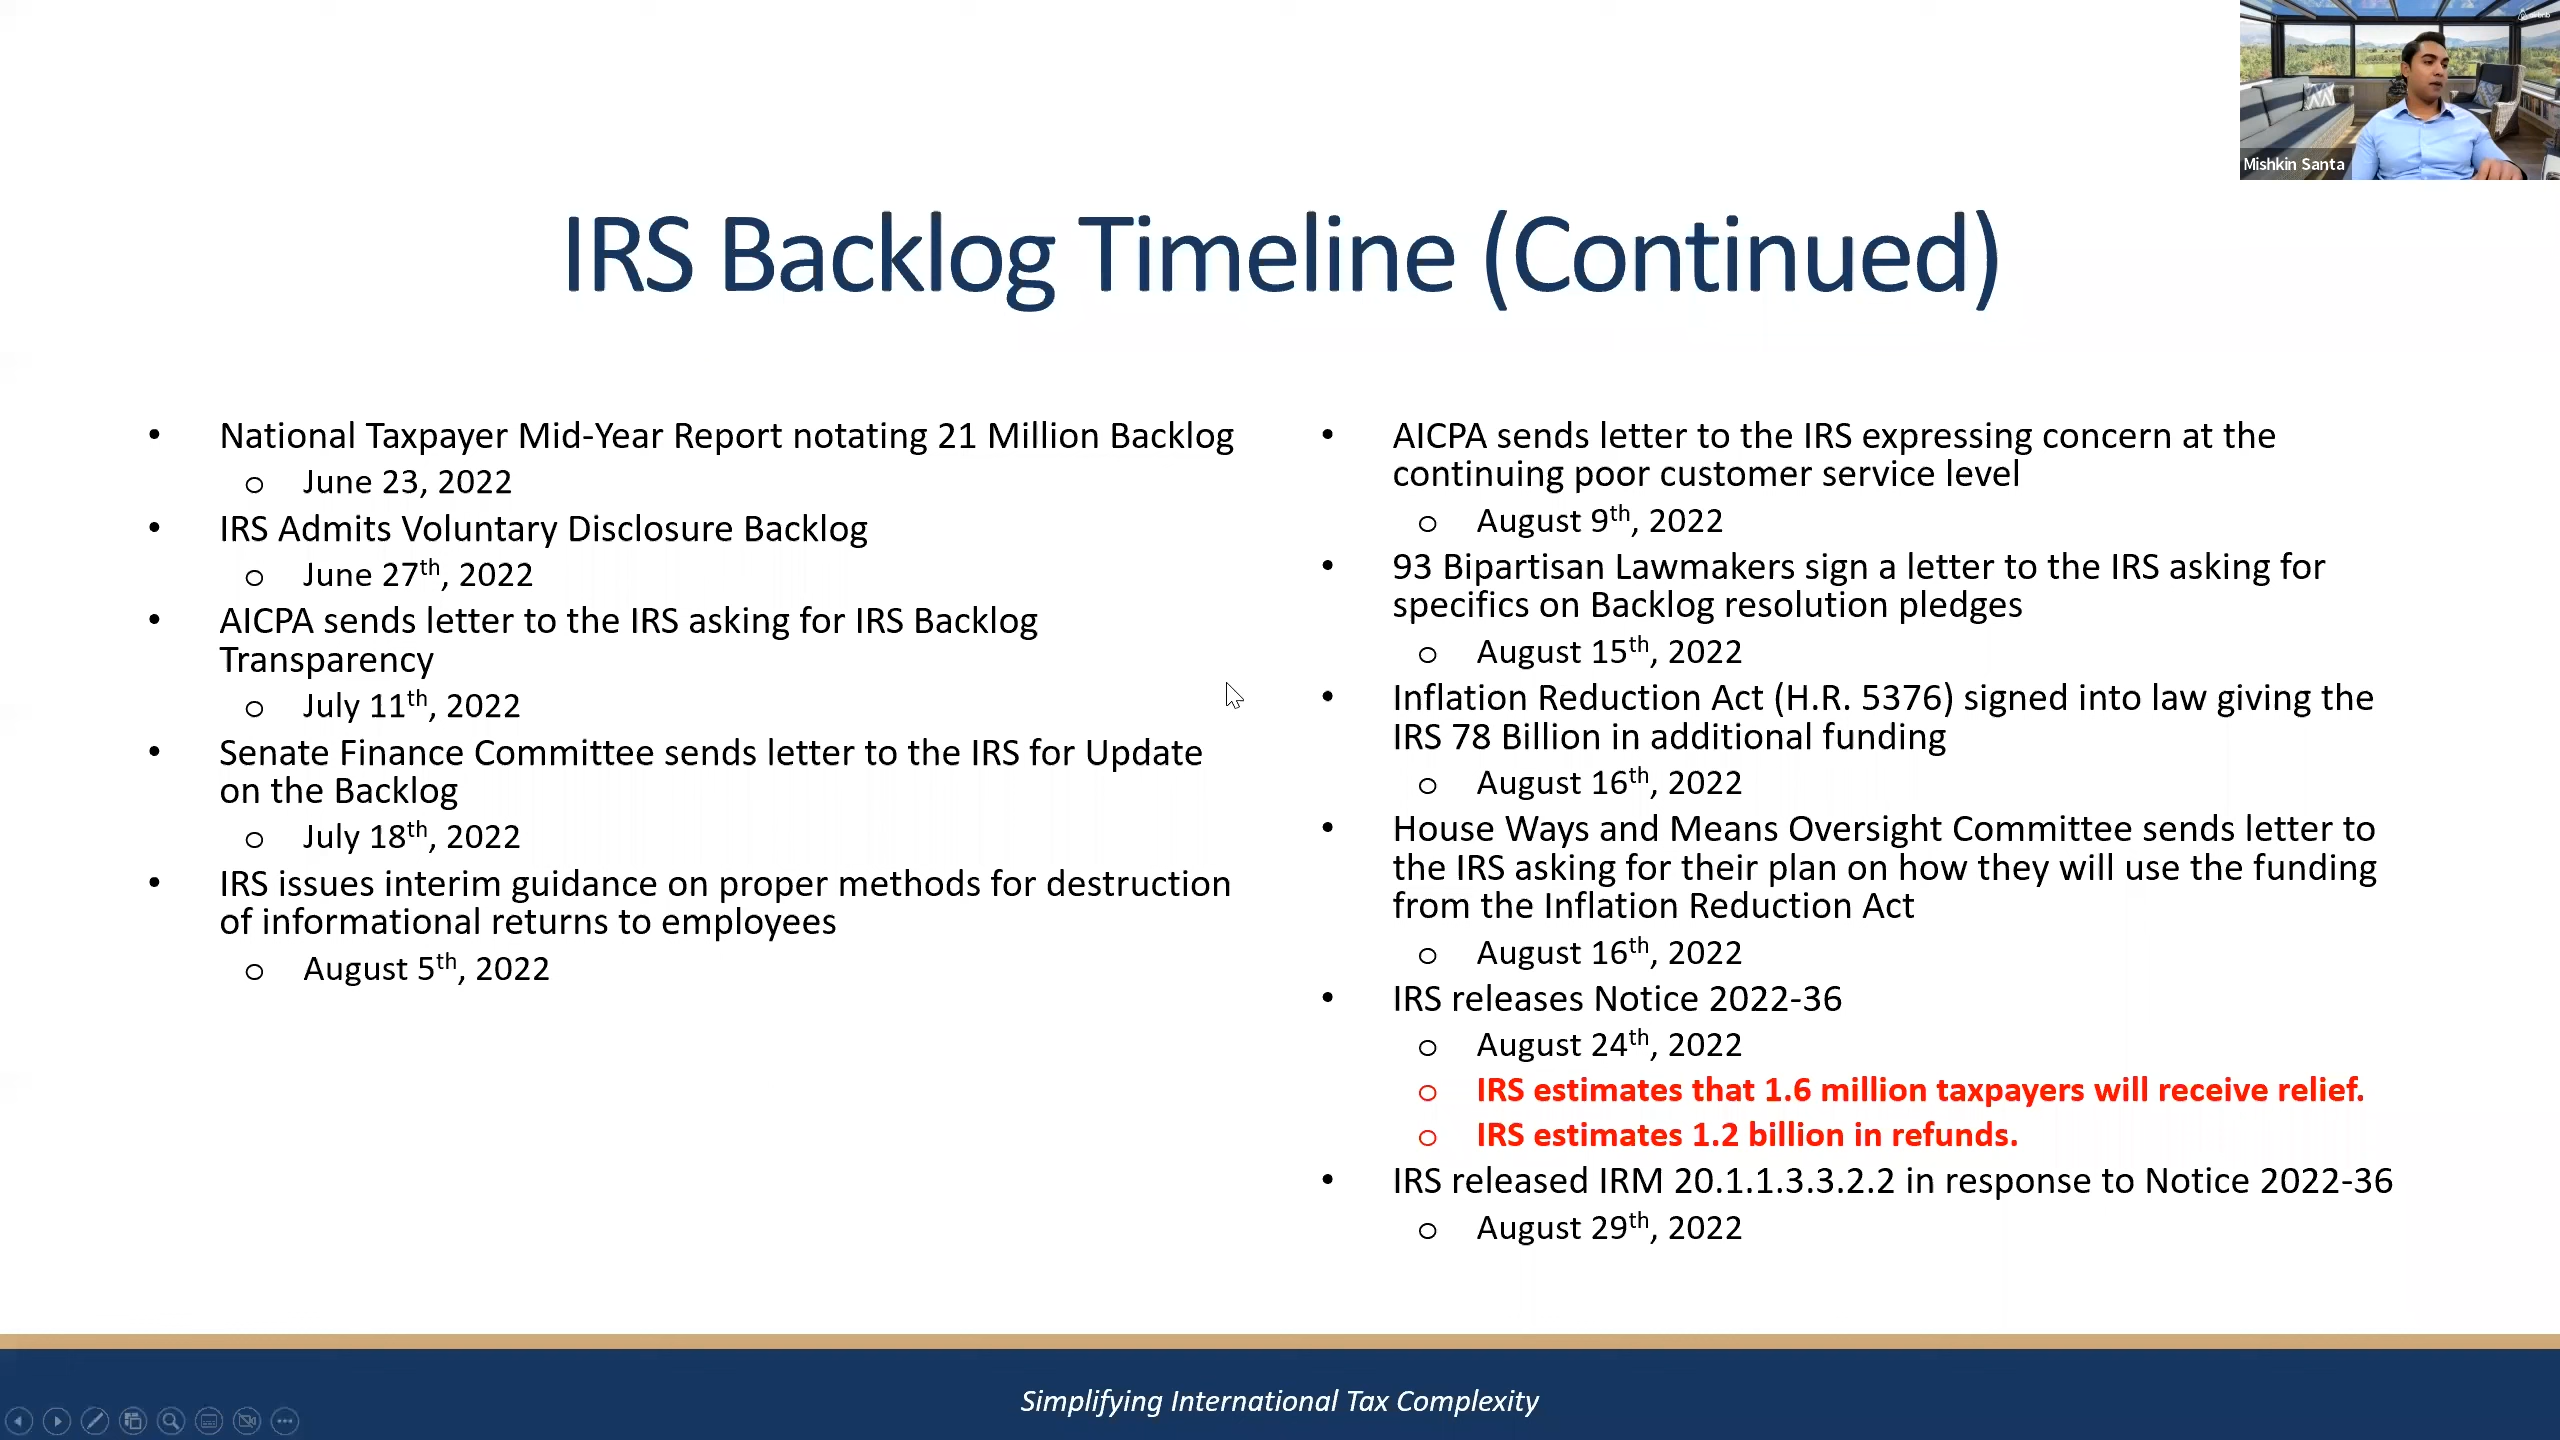 Mishkin Santa
IRS Backlog Timeline (Continued)
• National Taxpayer Mid-Year Report notating 21 Million Backlog
o June 23, 2022
• IRS Admits Voluntary Disclosure Backlog
o June 27th, 2022
• AICPA sends letter to the IRS asking for IRS Backlog
Transparency
o July 11th, 2022
• Senate Finance Committee sends letter to the IRS for Update
on the Backlog
o July 18th, 2022
• IRS issues interim guidance on proper methods for destruction
of informational returns to employees
o August 5th, 2022
• AICPA sends letter to the IRS expressing concern at the
continuing poor customer service level
o August 9th, 2022
• 93 Bipartisan Lawmakers sign a letter to the IRS asking for
specifics on Backlog resolution pledges
o August 15th, 2022
• Inflation Reduction Act (H.R. 5376) signed into law giving the
IRS 78 Billion in additional funding
o August 16th, 2022
• House Ways and Means Oversight Committee sends letter to
the IRS asking for their plan on how they will use the funding
from the Inflation Reduction Act
o August 16th, 2022
• IRS releases Notice 2022-36
o August 24th, 2022
o IRS estimates that 1.6 million taxpayers will receive relief.
o IRS estimates 1.2 billion in refunds.
• IRS released IRM 20.1.1.3.3.2.2 in response to Notice 2022-36
o August 29th, 2022
Simplifying International Tax Complexity